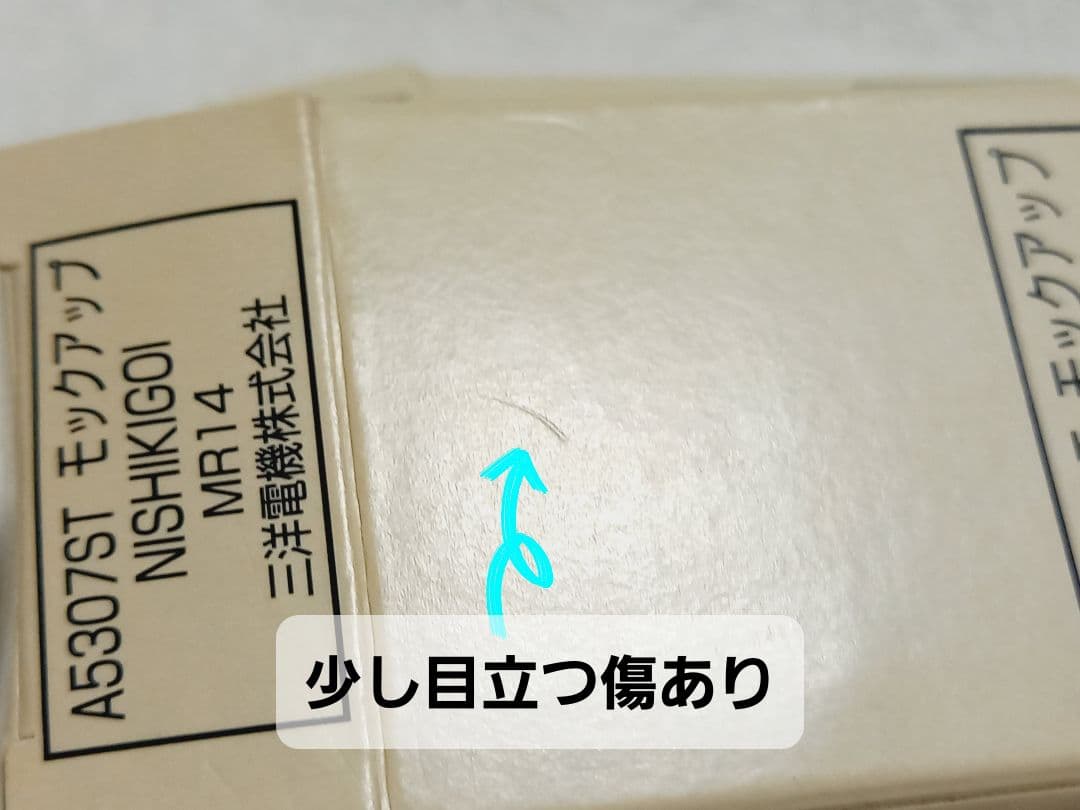 A5307ST モックアップ
NISHIKIGOI
MR14
三洋電機株式会社
モックアップ
少し目立つ傷あり